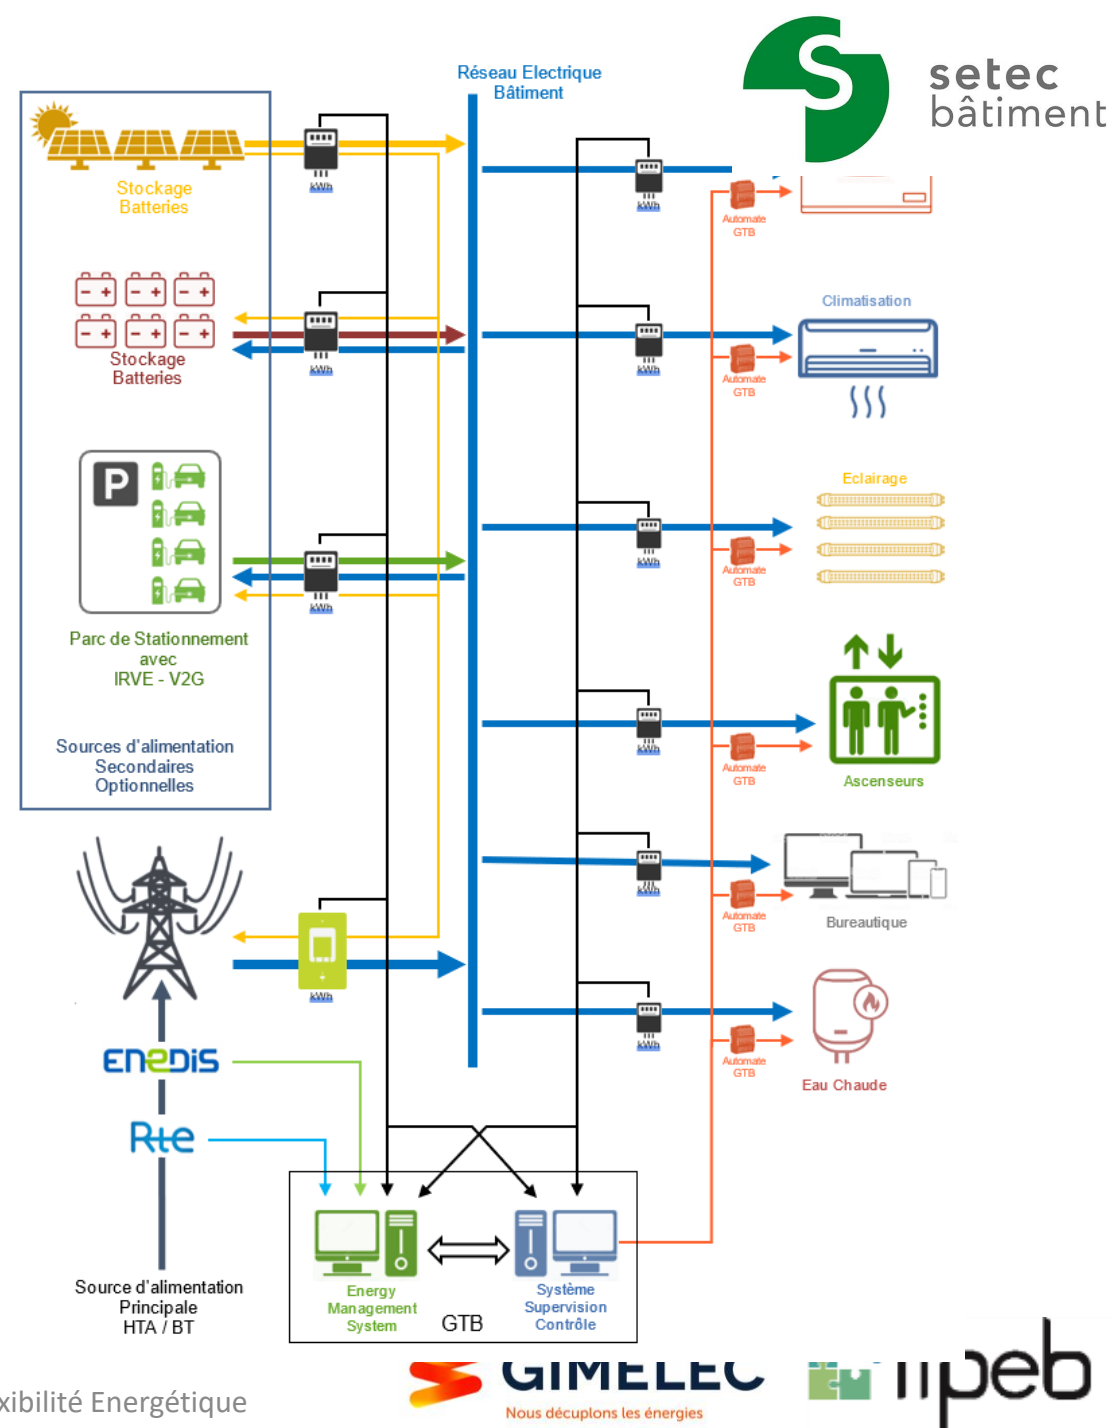 setec
bâtiment
Réseau Electrique
Bâtiment
Stockage
Batteries
kWh
kWh
Automate
GTB
Stockage
Batteries
kWh
Climatisation
kWh
Automate
GTB
P
Parc de Stationnement
avec
IRVE - V2G
kWh
Eclairage
kWh
Automate
GTB
Sources d'alimentation
Secondaires
Optionnelles
kWh
Automate
GTB
Ascenseurs
kWh
kWh
Automate
GTB
Bureautique
kWh
Automate
GTB
Eau Chaude
ENEDIS
Rte
Source d'alimentation
Principale
HTA / BT
Energy
Management
System
GTB
Système
Supervision
Contrôle
xibilité Energétique
GIMELEC
Nous décuplons les énergies